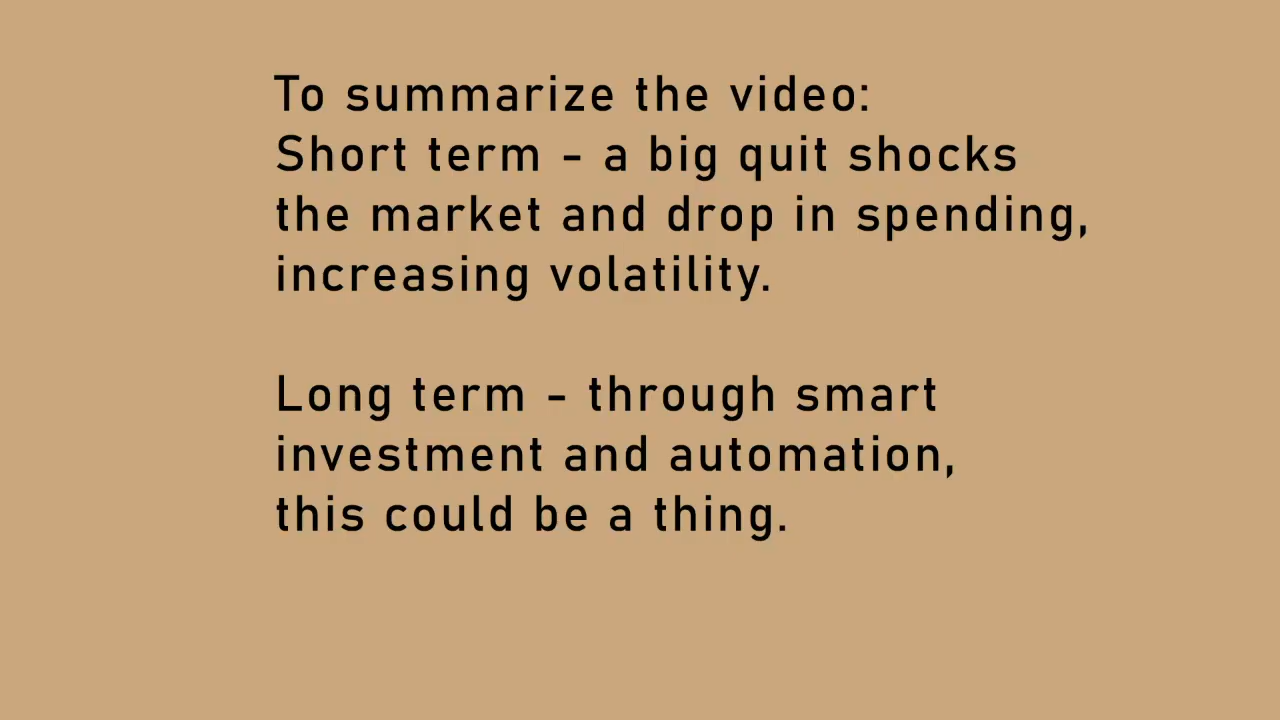 To summarize the video:
Short term - a big quit shocks
the market and drop in spending,
increasing volatility.
Long term - through smart
investment and automation,
this could be a thing.